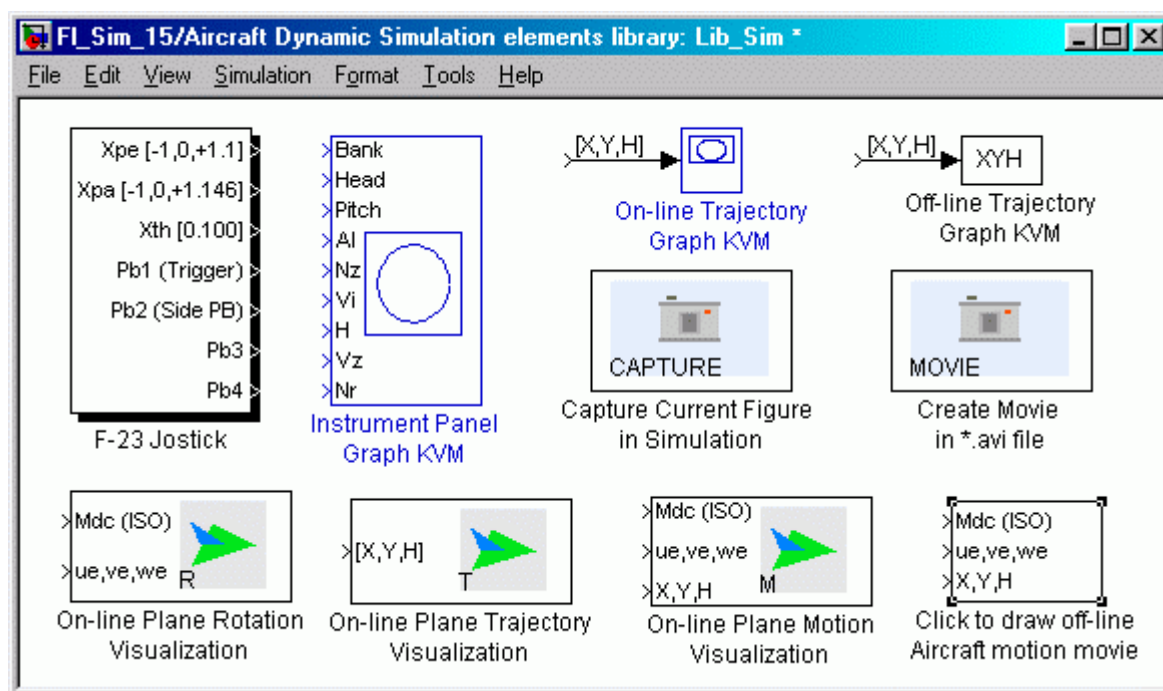 Fl_Sim_15/Aircraft Dynamic Simulation elements library: Lib_Sim *
File Edit View Simulation Format Tools Help
Xpe [-1,0,+1.1]
Xpa [-1,0,+1.146]
Xth [0.100]
Pb1 (Trigger)
Pb2 (Side PB)
Pb3
Pb4
F-23 Jostick
Bank
Head
Pitch
Al
Nz
Vi
H
Vz
Nr
Instrument Panel
Graph KVM
[X,Y,H]
On-line Trajectory
Graph KVM
[X,Y,H]
XYH
Off-line Trajectory
Graph KVM
CAPTURE
Capture Current Figure
in Simulation
MOVIE
Create Movie
in *.avi file
Mdc (ISO)
ue,ve,we
R
On-line Plane Rotation
Visualization
[X,Y,H]
T
On-line Plane Trajectory
Visualization
Mdc (ISO)
ue,ve,we
X,Y,H
M
On-line Plane Motion
Visualization
Mdc (ISO)
ue,ve,we
X,Y,H
Click to draw off-line
Aircraft motion movie